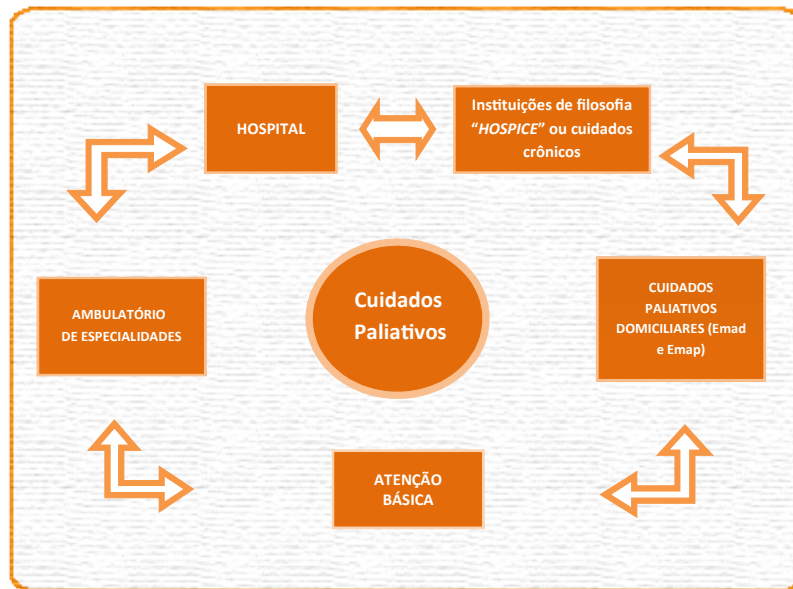 HOSPITAL
Instituições de filosofia
“HOSPICE” ou cuidados
crônicos
AMBULATÓRIO
DE ESPECIALIDADES
Cuidados
Paliativos
CUIDADOS
PALIATIVOS
DOMICILIARES (Emad
e Emap)
ATENÇÃO
BÁSICA